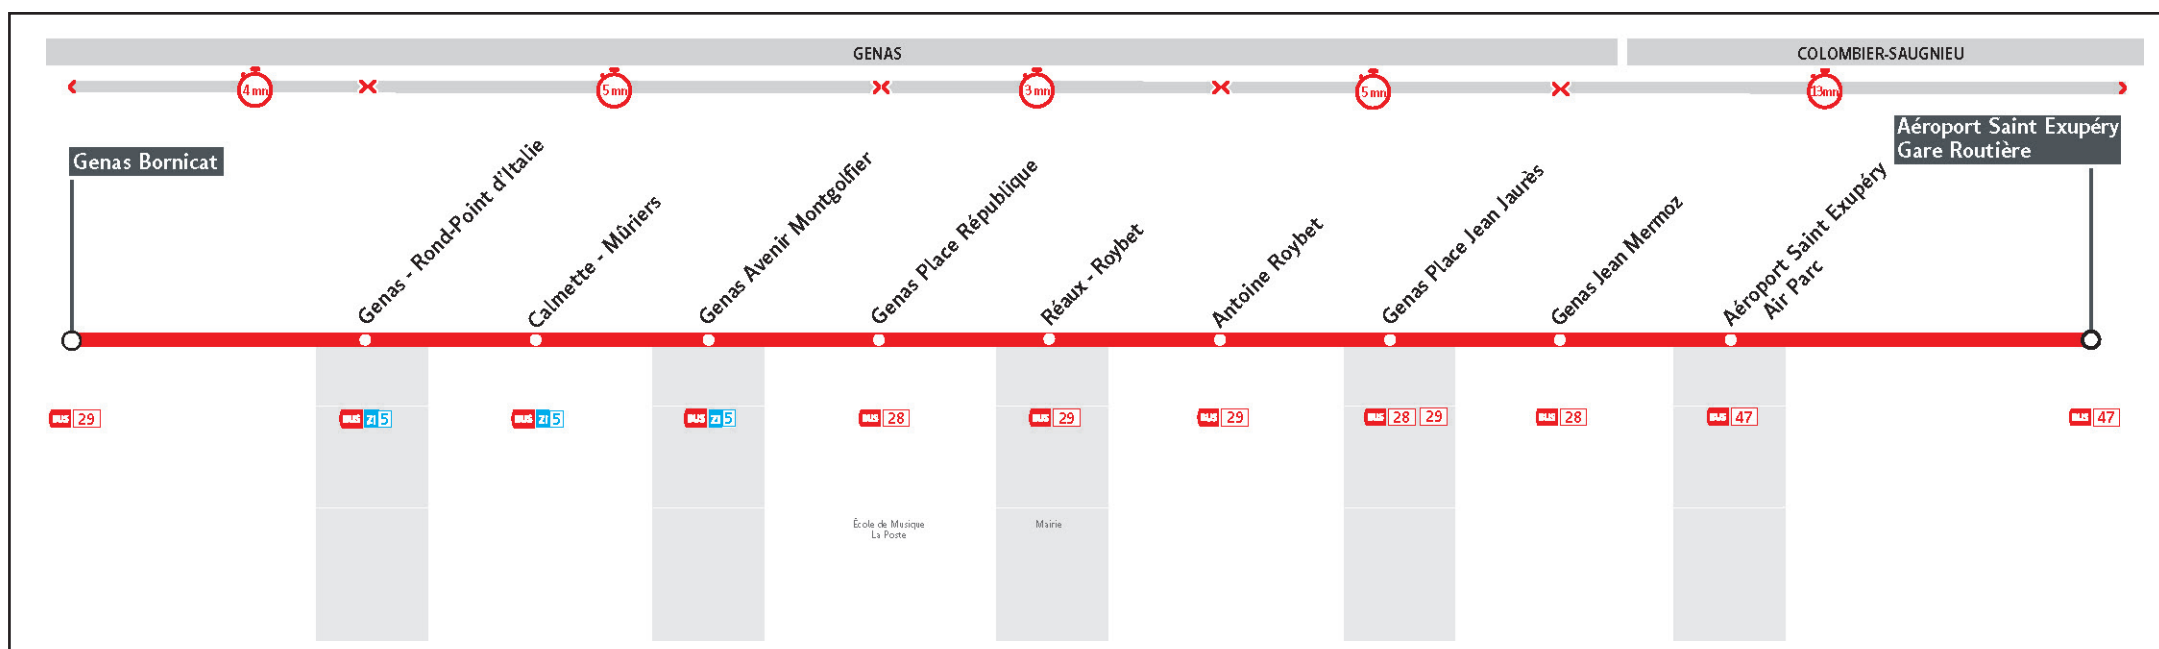 GENAS
COLOMBIER-SAUGNIEU
4 mn
5 mn
3 mn
5 mn
13mn
Genas Bornicat
Genas - Rond-Point d'Italie
Calmette - Mûriers
Genas Avenir Montgolfier
Genas Place République
Réaux - Roybet
Antoine Roybet
Genas Place Jean Jaurès
Genas Jean Mermoz
Aéroport Saint Exupéry
Air Parc
Aéroport Saint Exupéry
Gare Routière
BUS 29
BUS ZI 5
BUS ZI 5
BUS ZI 5
BUS 28
BUS 29
BUS 29
BUS 28 29
BUS 28
BUS 47
BUS 47
École de Musique
La Poste
Mairie